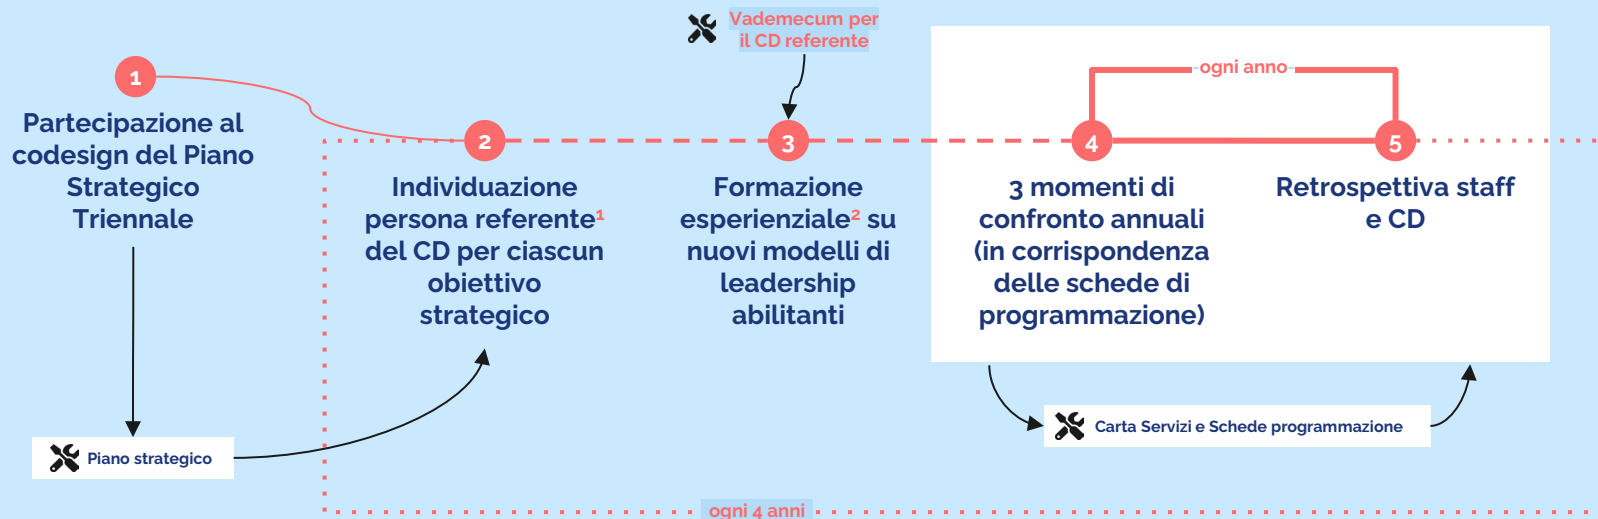 Vademecum per
il CD referente
ogni anno
1
2
3
4
5
Partecipazione al
codesign del Piano
Strategico
Triennale
Individuazione
persona referente¹
del CD per ciascun
obiettivo
strategico
Formazione
esperienziale² su
nuovi modelli di
leadership
abilitanti
3 momenti di
confronto annuali
(in corrispondenza
delle schede di
programmazione)
Retrospettiva staff
e CD
Piano strategico
Carta Servizi e Schede programmazione
ogni 4 anni